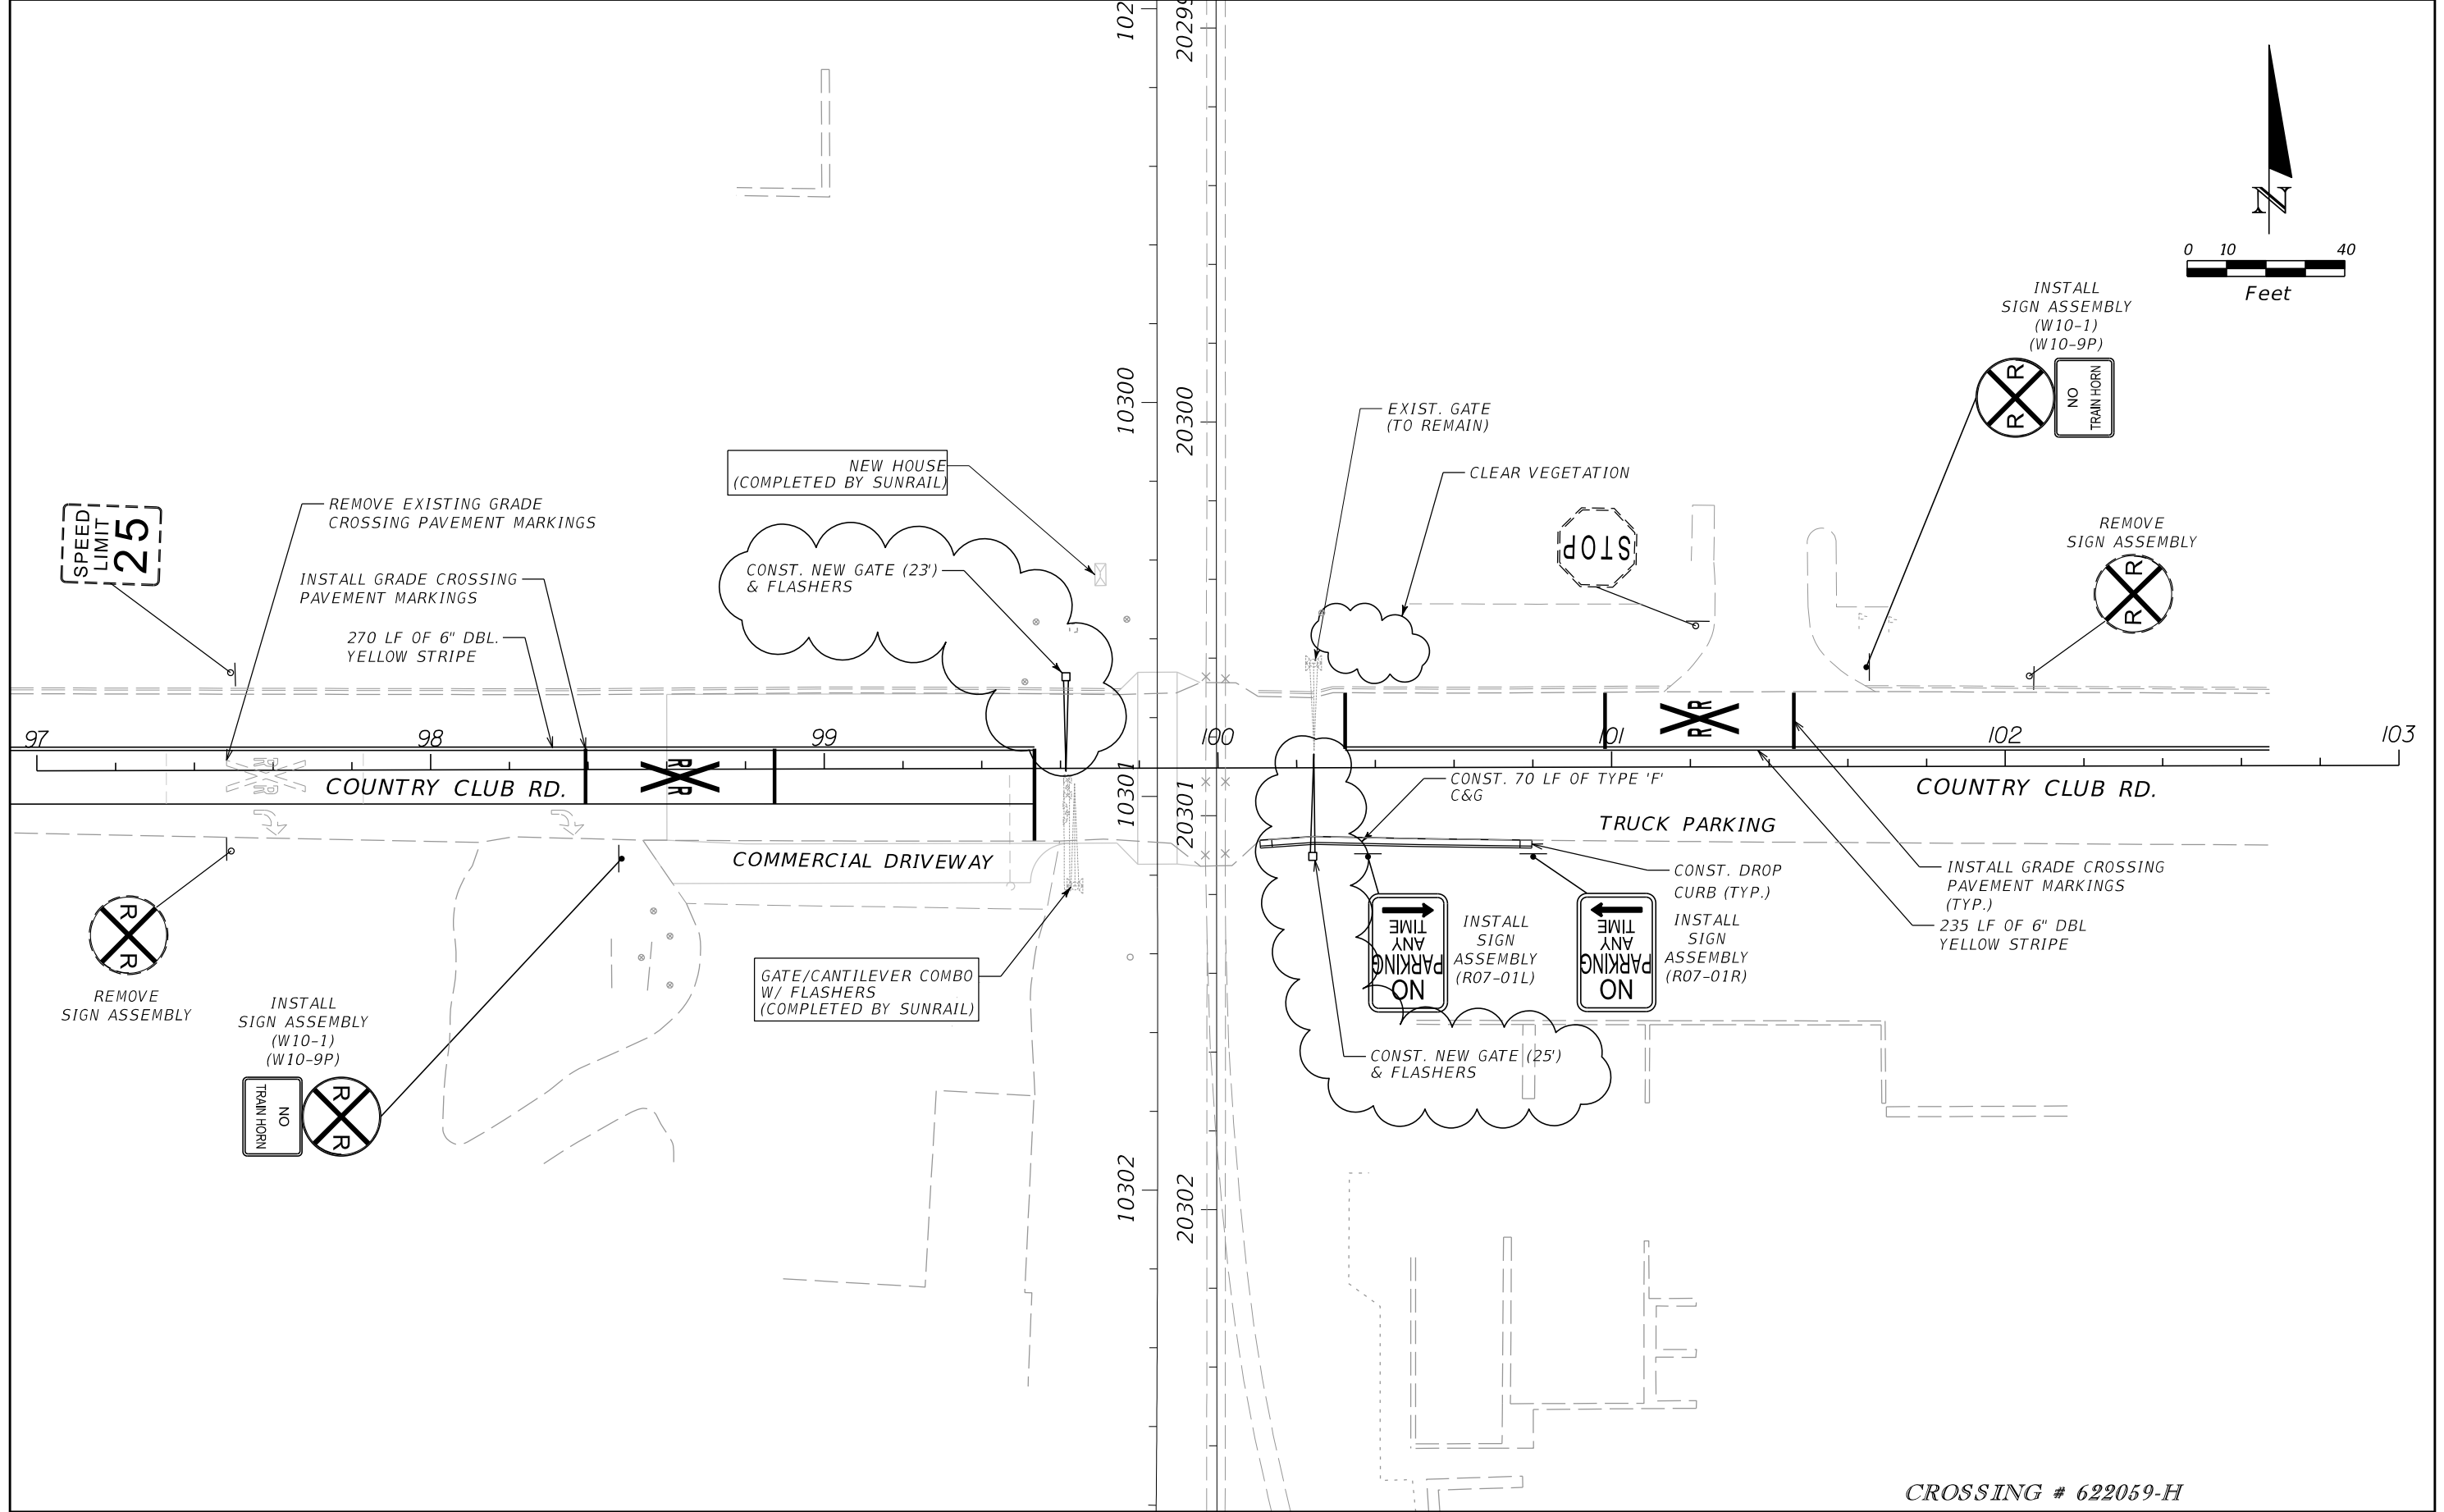 102
20299
N
0 10 40
Feet
INSTALL
SIGN ASSEMBLY
(W10-1)
(W10-9P)
R
R
NO
TRAIN HORN
10300
20300
EXIST. GATE
(TO REMAIN)
CLEAR VEGETATION
NEW HOUSE
(COMPLETED BY SUNRAIL)
REMOVE EXISTING GRADE
CROSSING PAVEMENT MARKINGS
SPEED
LIMIT
25
STOP
REMOVE
SIGN ASSEMBLY
R
R
INSTALL GRADE CROSSING
PAVEMENT MARKINGS
CONST. NEW GATE (23')
& FLASHERS
270 LF OF 6" DBL.
YELLOW STRIPE
R R
97 98 99 100 101 102 103
R R
R R
COUNTRY CLUB RD.
COUNTRY CLUB RD.
10301
20301
CONST. 70 LF OF TYPE 'F'
C&G
TRUCK PARKING
COMMERCIAL DRIVEWAY
CONST. DROP
CURB (TYP.)
INSTALL GRADE CROSSING
PAVEMENT MARKINGS
(TYP.)
235 LF OF 6" DBL
YELLOW STRIPE
R
R
REMOVE
SIGN ASSEMBLY
NO
PARKING
ANY
TIME
INSTALL
SIGN
ASSEMBLY
(R07-01L)
NO
PARKING
ANY
TIME
INSTALL
SIGN
ASSEMBLY
(R07-01R)
GATE/CANTILEVER COMBO
W/ FLASHERS
(COMPLETED BY SUNRAIL)
INSTALL
SIGN ASSEMBLY
(W10-1)
(W10-9P)
NO
TRAIN HORN
R
R
CONST. NEW GATE (25')
& FLASHERS
10302
20302
CROSSING # 622059-H